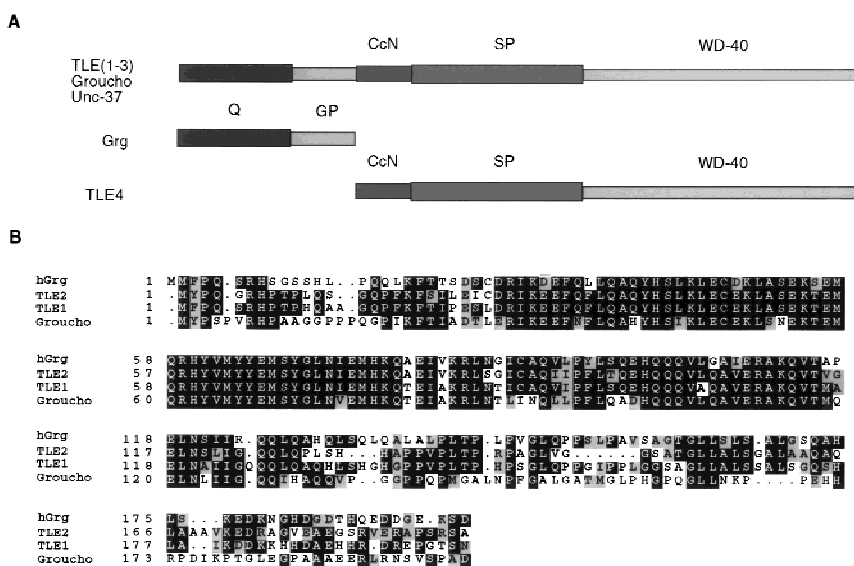 A
CcN SP WD-40
TLE(1-3)
Groucho
Unc-37
Q GP
Grg
CcN SP WD-40
TLE4
B
hGrg 1 MMFPQ.SRHSGSSHL..PQQLKFTTSDSCDRIKDEFQLLQAQYHSLKLECDKLASEKSEM
TLE2 1 .MYPQ.GRHPTPLQS..GQPFKFSILEICDRIKEEFQFLQAQYHSLKLECEKLASEKTEM
TLE1 1 .MYPQ.SRHPTPHQAA.GQPFKFTIPESLDRIKEEFQFLQAQYHSLKLECEKLASEKTEM
Groucho 1 .MYPSPVRHPAAGGPPPQGPIKFTIADTLERIKEEFNFLQAHYHSIKLECEKLSNEKTEM
hGrg 58 QRHYVMYYEMSYGLNIEMHKQAEIVKRLNGICAQVLPYLSQEHQQQVLGAIERAKQVTAP
TLE2 57 QRHYVMYYEMSYGLNIEMHKQAEIVKRLSGICAQIIPFLTQEHQQQVLQAVERAKQVTVG
TLE1 58 QRHYVMYYEMSYGLNIEMHKQTEIAKRLNTICAQVIPFLSQEHQQQVAQAVERAKQVTMA
Groucho 60 QRHYVMYYEMSYGLNVEMHKQTEIAKRLNTLINQLLPFLQADHQQQVLQAVERAKQVTMQ
hGrg 118 ELNSIIR.QQLQAHQLSQLQALALPLTP.LPVGLQPPSLPAVSAGTGLLSLS.ALGSQAH
TLE2 117 ELNSLIG.QQLQPLSH...HAPPVPLTP.RPAGLVG......GSATGLLALSGALAAQAQ
TLE1 118 ELNAIIGQQQLQAQHLSHGHGPPVPLTP.HPSGLQPPGIPPLGGSAGLLALSSALSGQSH
Groucho 120 ELNLIIG.QQIHAQQVP.GGPPQPMGALNPFGALGATMGLPHGPQGLLNKP....PEHH
hGrg 175 LS...KEDKNGHDGDTHQEDDGE.KSD
TLE2 166 LAAAVKEDRAGVEAEGSRVERAPSRSA
TLE1 177 LA..IKDDKKHHDAEHHR.DREPGTSN
Groucho 173 RPDIKPTGLEGPAAAEERLRNSVSPAD